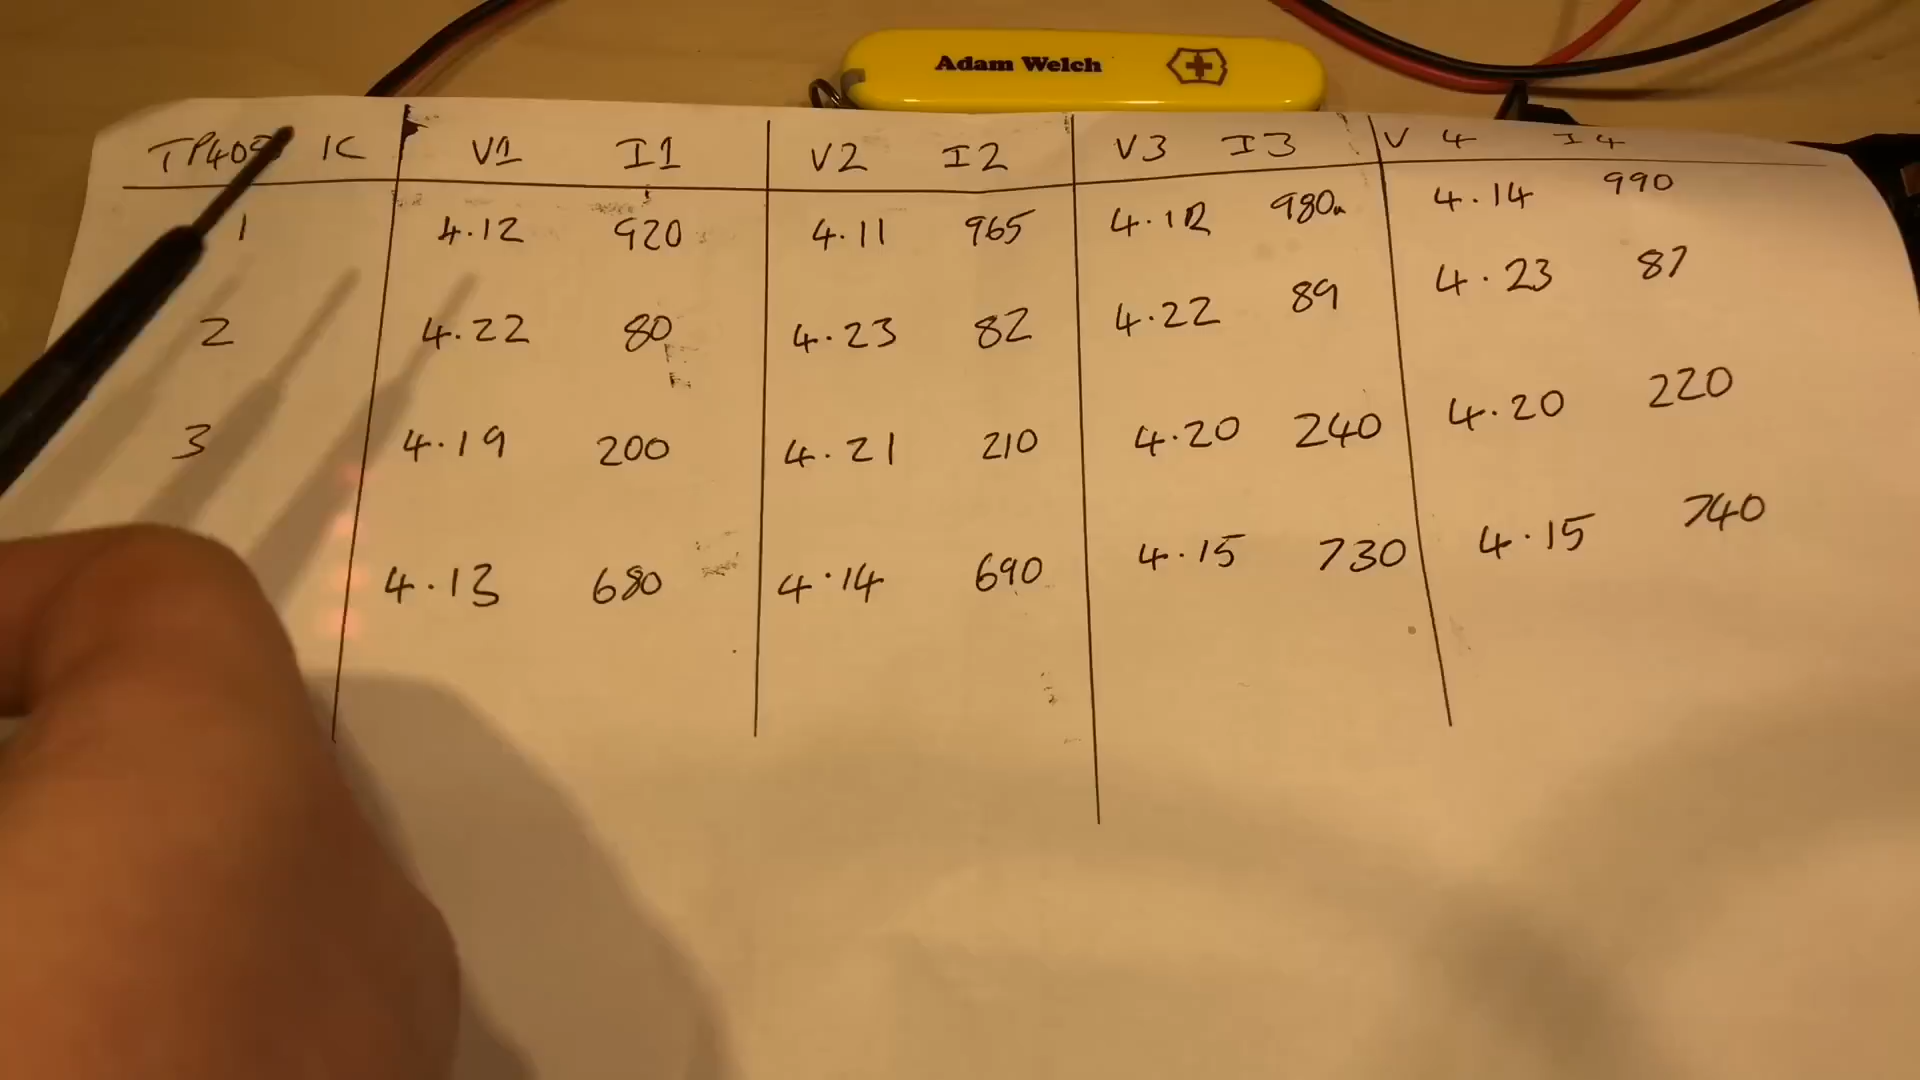 Adam Welch
IC V1 I1 V2 I2 V3 I3 V 4 I4
1 4.12 920 4.11 965 4.12 980 4.14 990
2 4.22 80 4.23 82 4.22 89 4.23 87
3 4.19 200 4.21 210 4.20 240 4.20 220
4.13 680 4.14 690 4.15 730 4.15 740